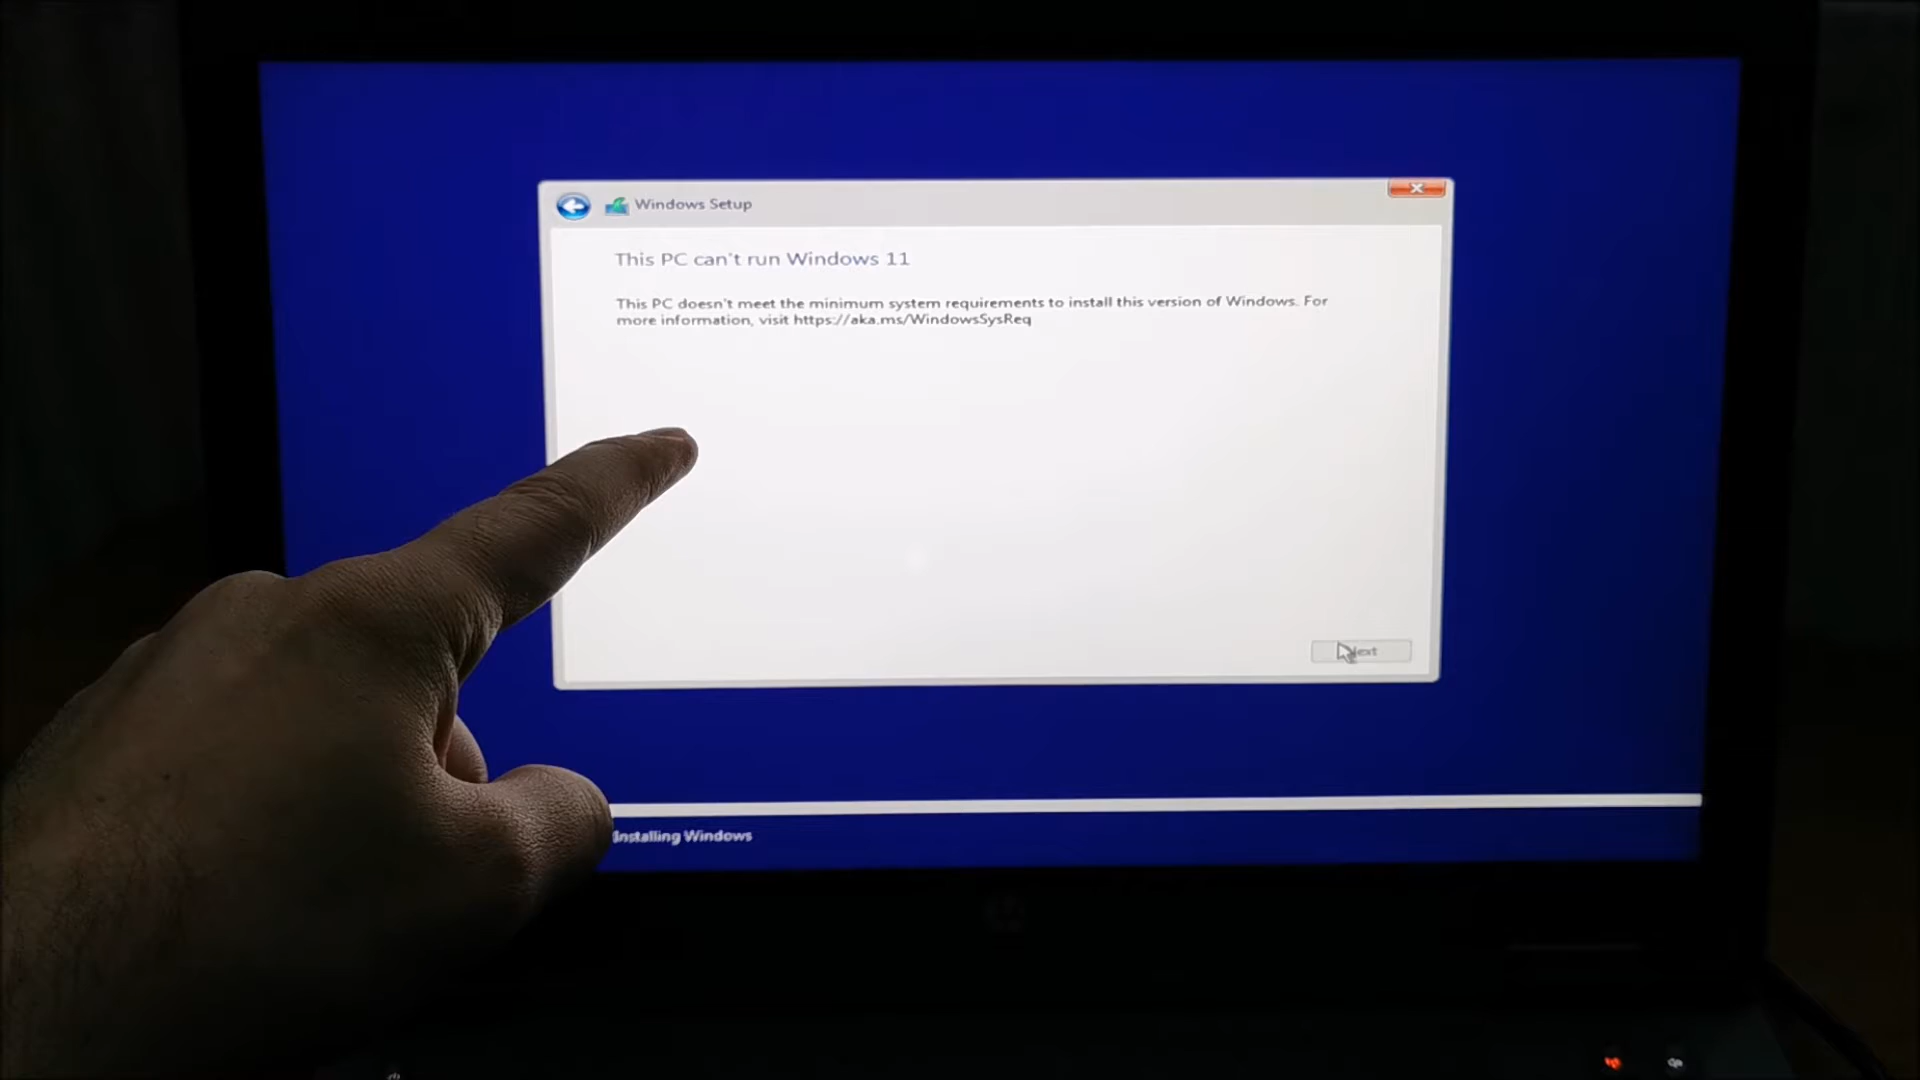 Windows Setup
This PC can't run Windows 11
This PC doesn't meet the minimum system requirements to install this version of Windows. For
more information, visit https://aka.ms/WindowsSysReq
Next
Installing Windows